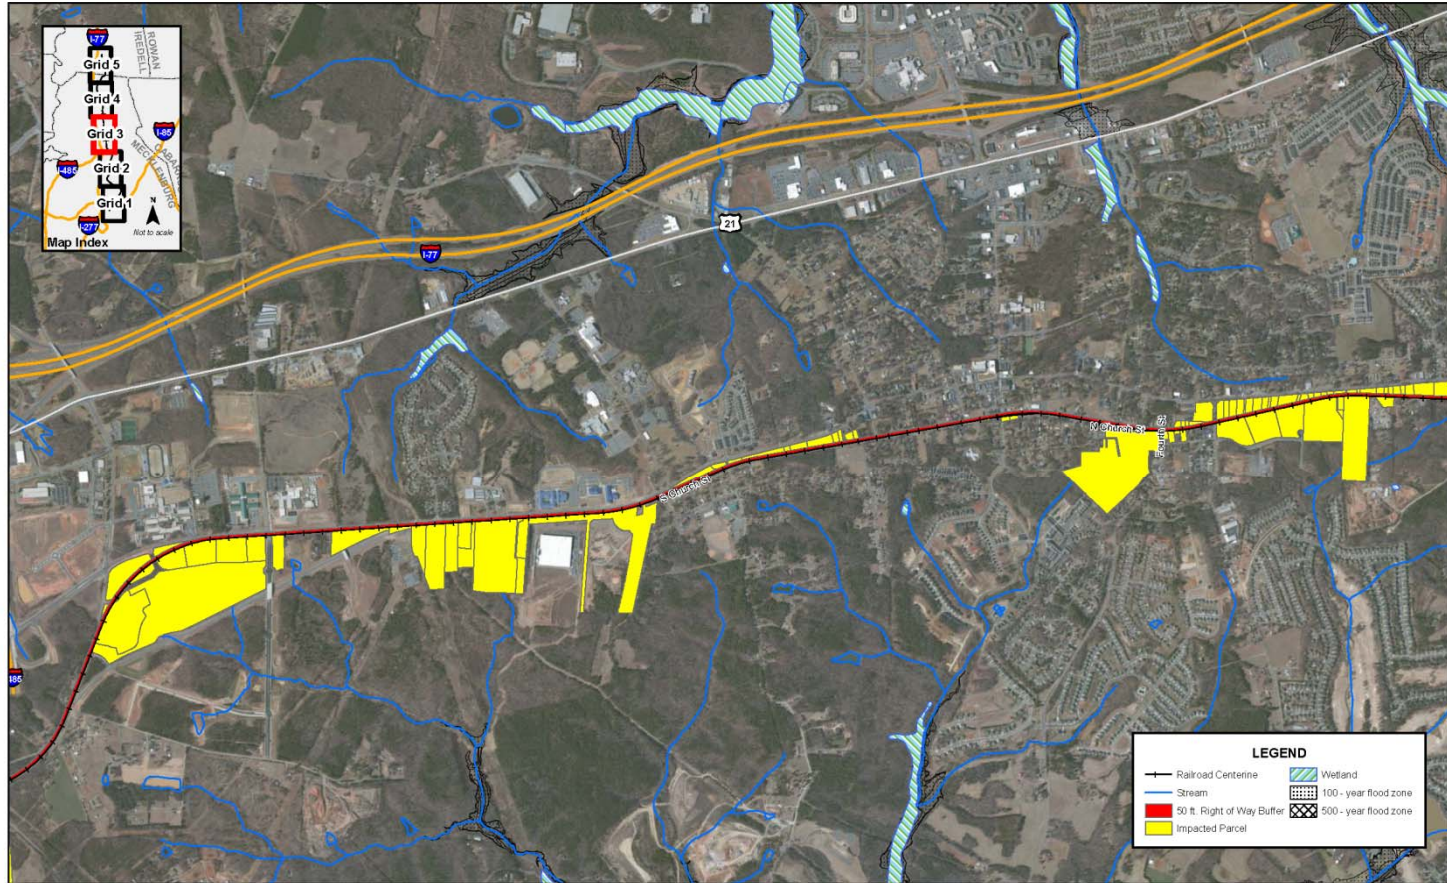 I-77
ROWAN
IREDELL
Grid 5
Grid 4
Grid 3
I-85
I-485
Grid 2
MECKLENBURG
Grid 1
N
I-277
Not to scale
Map Index
21
I-77
N Church St
Fourth St
S Church St
485
LEGEND
Railroad Centerine
Wetland
Stream
100 - year flood zone
50 ft. Right of Way Buffer
500 - year flood zone
Impacted Parcel